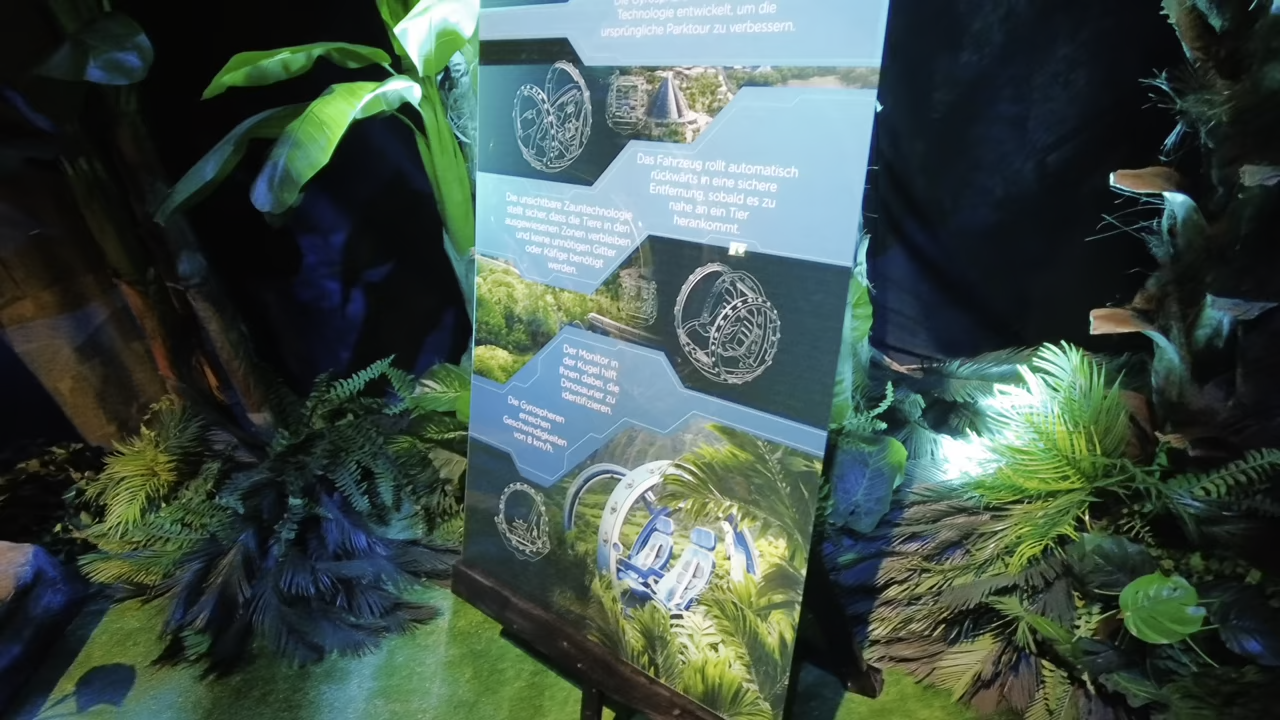 Die Gyrosphere
Technologie entwickelt, um die
ursprüngliche Parktour zu verbessern.
Das Fahrzeug rollt automatisch
rückwärts in eine sichere
Entfernung, sobald es zu
nahe an ein Tier
herankommt.
Die unsichtbare Zauntechnologie
stellt sicher, dass die Tiere in den
ausgewiesenen Zonen verbleiben
und keine unnötigen Gitter
oder Käfige benötigt
werden.
Der Monitor in
der Kugel hilft
Ihnen dabei, die
Dinosaurier zu
identifizieren.
Die Gyrospheren
erreichen
Geschwindigkeiten
von 8 km/h.